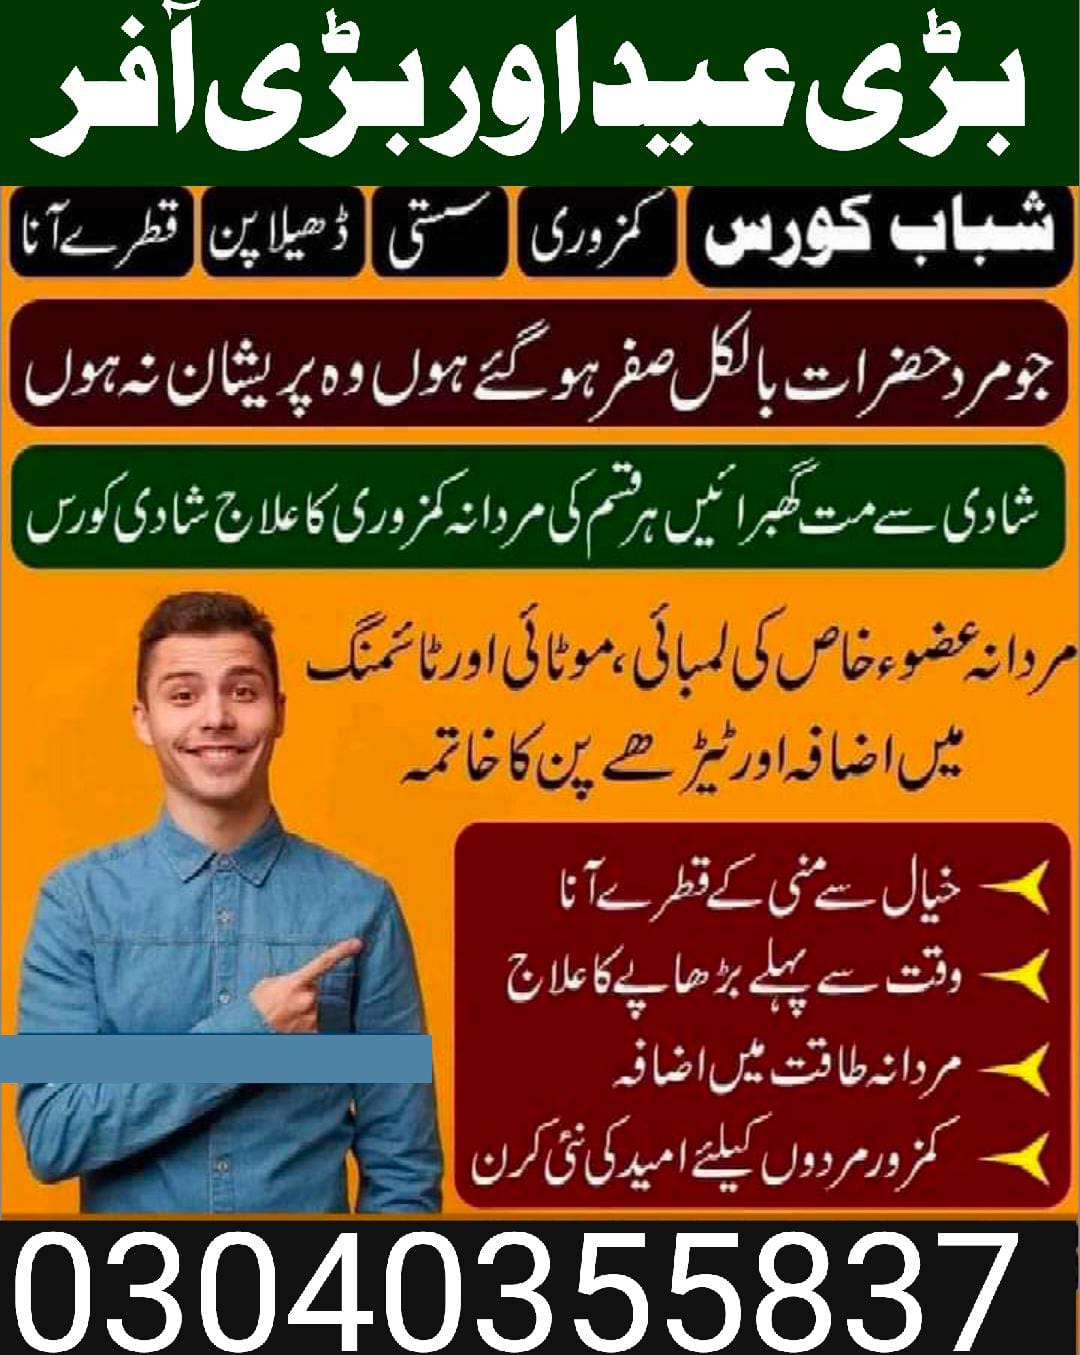 بڑی عید اور بڑی آفر
شباب کورس کمزوری سستی ڈھیلا پن قطرے آنا
جو مرد حضرات بالکل صفر ہو گئے ہوں وہ پریشان نہ ہوں
شادی سے مت گھبرائیں ہر قسم کی مردانہ کمزوری کا علاج شادی کورس
مردانہ عضوء خاص کی لمبائی، موٹائی اور ٹائمنگ
میں اضافہ اور ٹیڑھے پن کا خاتمہ
خیال سے منی کے قطرے آنا
وقت سے پہلے بڑھاپے کا علاج
مردانہ طاقت میں اضافہ
کمزور مردوں کیلئے امید کی نئی کرن
03040355837